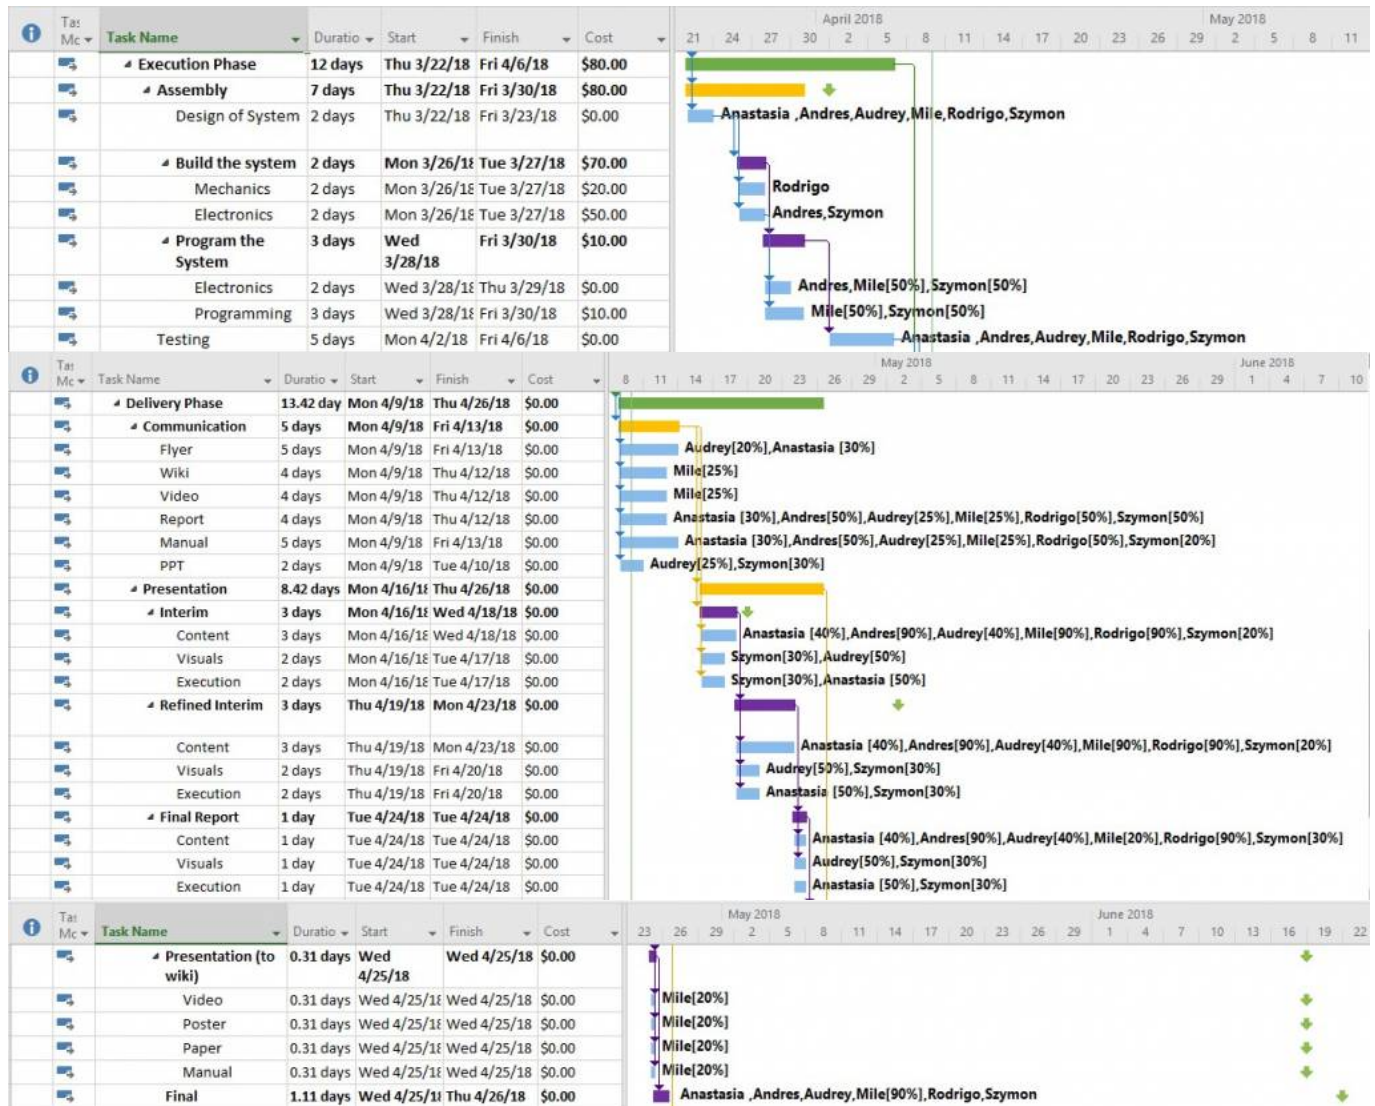 April 2018 May 2018
Tas
Mc Task Name Duratio Start Finish Cost 21 24 27 30 2 5 8 11 14 17 20 23 26 29 2 5 8 11
Execution Phase 12 days Thu 3/22/18 Fri 4/6/18 $80.00
Assembly 7 days Thu 3/22/18 Fri 3/30/18 $80.00
Design of System 2 days Thu 3/22/18 Fri 3/23/18 $0.00 Anastasia ,Andres,Audrey,Mile,Rodrigo,Szymon
Build the system 2 days Mon 3/26/18 Tue 3/27/18 $70.00
Mechanics 2 days Mon 3/26/18 Tue 3/27/18 $20.00 Rodrigo
Electronics 2 days Mon 3/26/18 Tue 3/27/18 $50.00 Andres,Szymon
Program the 3 days Wed Fri 3/30/18 $10.00
System 3/28/18
Electronics 2 days Wed 3/28/18 Thu 3/29/18 $0.00 Andres,Mile[50%],Szymon[50%]
Programming 3 days Wed 3/28/18 Fri 3/30/18 $10.00 Mile[50%],Szymon[50%]
Testing 5 days Mon 4/2/18 Fri 4/6/18 $0.00 Anastasia ,Andres,Audrey,Mile,Rodrigo,Szymon
May 2018 June 2018
Tas
Mc Task Name Duratio Start Finish Cost 8 11 14 17 20 23 26 29 2 5 8 11 14 17 20 23 26 29 1 4 7 10
Delivery Phase 13.42 day Mon 4/9/18 Thu 4/26/18 $0.00
Communication 5 days Mon 4/9/18 Fri 4/13/18 $0.00
Flyer 5 days Mon 4/9/18 Fri 4/13/18 $0.00 Audrey[20%],Anastasia [30%]
Wiki 4 days Mon 4/9/18 Thu 4/12/18 $0.00 Mile[25%]
Video 4 days Mon 4/9/18 Thu 4/12/18 $0.00 Mile[25%]
Report 4 days Mon 4/9/18 Thu 4/12/18 $0.00 Anastasia [30%],Andres[50%],Audrey[25%],Mile[25%],Rodrigo[50%],Szymon[50%]
Manual 5 days Mon 4/9/18 Fri 4/13/18 $0.00 Anastasia [30%],Andres[50%],Audrey[25%],Mile[25%],Rodrigo[50%],Szymon[20%]
PPT 2 days Mon 4/9/18 Tue 4/10/18 $0.00 Audrey[25%],Szymon[30%]
Presentation 8.42 days Mon 4/16/18 Thu 4/26/18 $0.00
Interim 3 days Mon 4/16/18 Wed 4/18/18 $0.00
Content 3 days Mon 4/16/18 Wed 4/18/18 $0.00 Anastasia [40%],Andres[90%],Audrey[40%],Mile[90%],Rodrigo[90%],Szymon[20%]
Visuals 2 days Mon 4/16/18 Tue 4/17/18 $0.00 Szymon[30%],Audrey[50%]
Execution 2 days Mon 4/16/18 Tue 4/17/18 $0.00 Szymon[30%],Anastasia [50%]
Refined Interim 3 days Thu 4/19/18 Mon 4/23/18 $0.00
Content 3 days Thu 4/19/18 Mon 4/23/18 $0.00 Anastasia [40%],Andres[90%],Audrey[40%],Mile[90%],Rodrigo[90%],Szymon[20%]
Visuals 2 days Thu 4/19/18 Fri 4/20/18 $0.00 Audrey[50%],Szymon[30%]
Execution 2 days Thu 4/19/18 Fri 4/20/18 $0.00 Anastasia [50%],Szymon[30%]
Final Report 1 day Tue 4/24/18 Tue 4/24/18 $0.00
Content 1 day Tue 4/24/18 Tue 4/24/18 $0.00 Anastasia [40%],Andres[90%],Audrey[40%],Mile[20%],Rodrigo[90%],Szymon[30%]
Visuals 1 day Tue 4/24/18 Tue 4/24/18 $0.00 Audrey[50%],Szymon[30%]
Execution 1 day Tue 4/24/18 Tue 4/24/18 $0.00 Anastasia [50%],Szymon[30%]
May 2018 June 2018
Tas
Mc Task Name Duratio Start Finish Cost 23 26 29 2 5 8 11 14 17 20 23 26 29 1 4 7 10 13 16 19 22
Presentation (to 0.31 days Wed Wed 4/25/18 $0.00
wiki) 4/25/18
Video 0.31 days Wed 4/25/18 Wed 4/25/18 $0.00 Mile[20%]
Poster 0.31 days Wed 4/25/18 Wed 4/25/18 $0.00 Mile[20%]
Paper 0.31 days Wed 4/25/18 Wed 4/25/18 $0.00 Mile[20%]
Manual 0.31 days Wed 4/25/18 Wed 4/25/18 $0.00 Mile[20%]
Final 1.11 days Wed 4/25/18 Thu 4/26/18 $0.00 Anastasia ,Andres,Audrey,Mile[90%],Rodrigo,Szymon